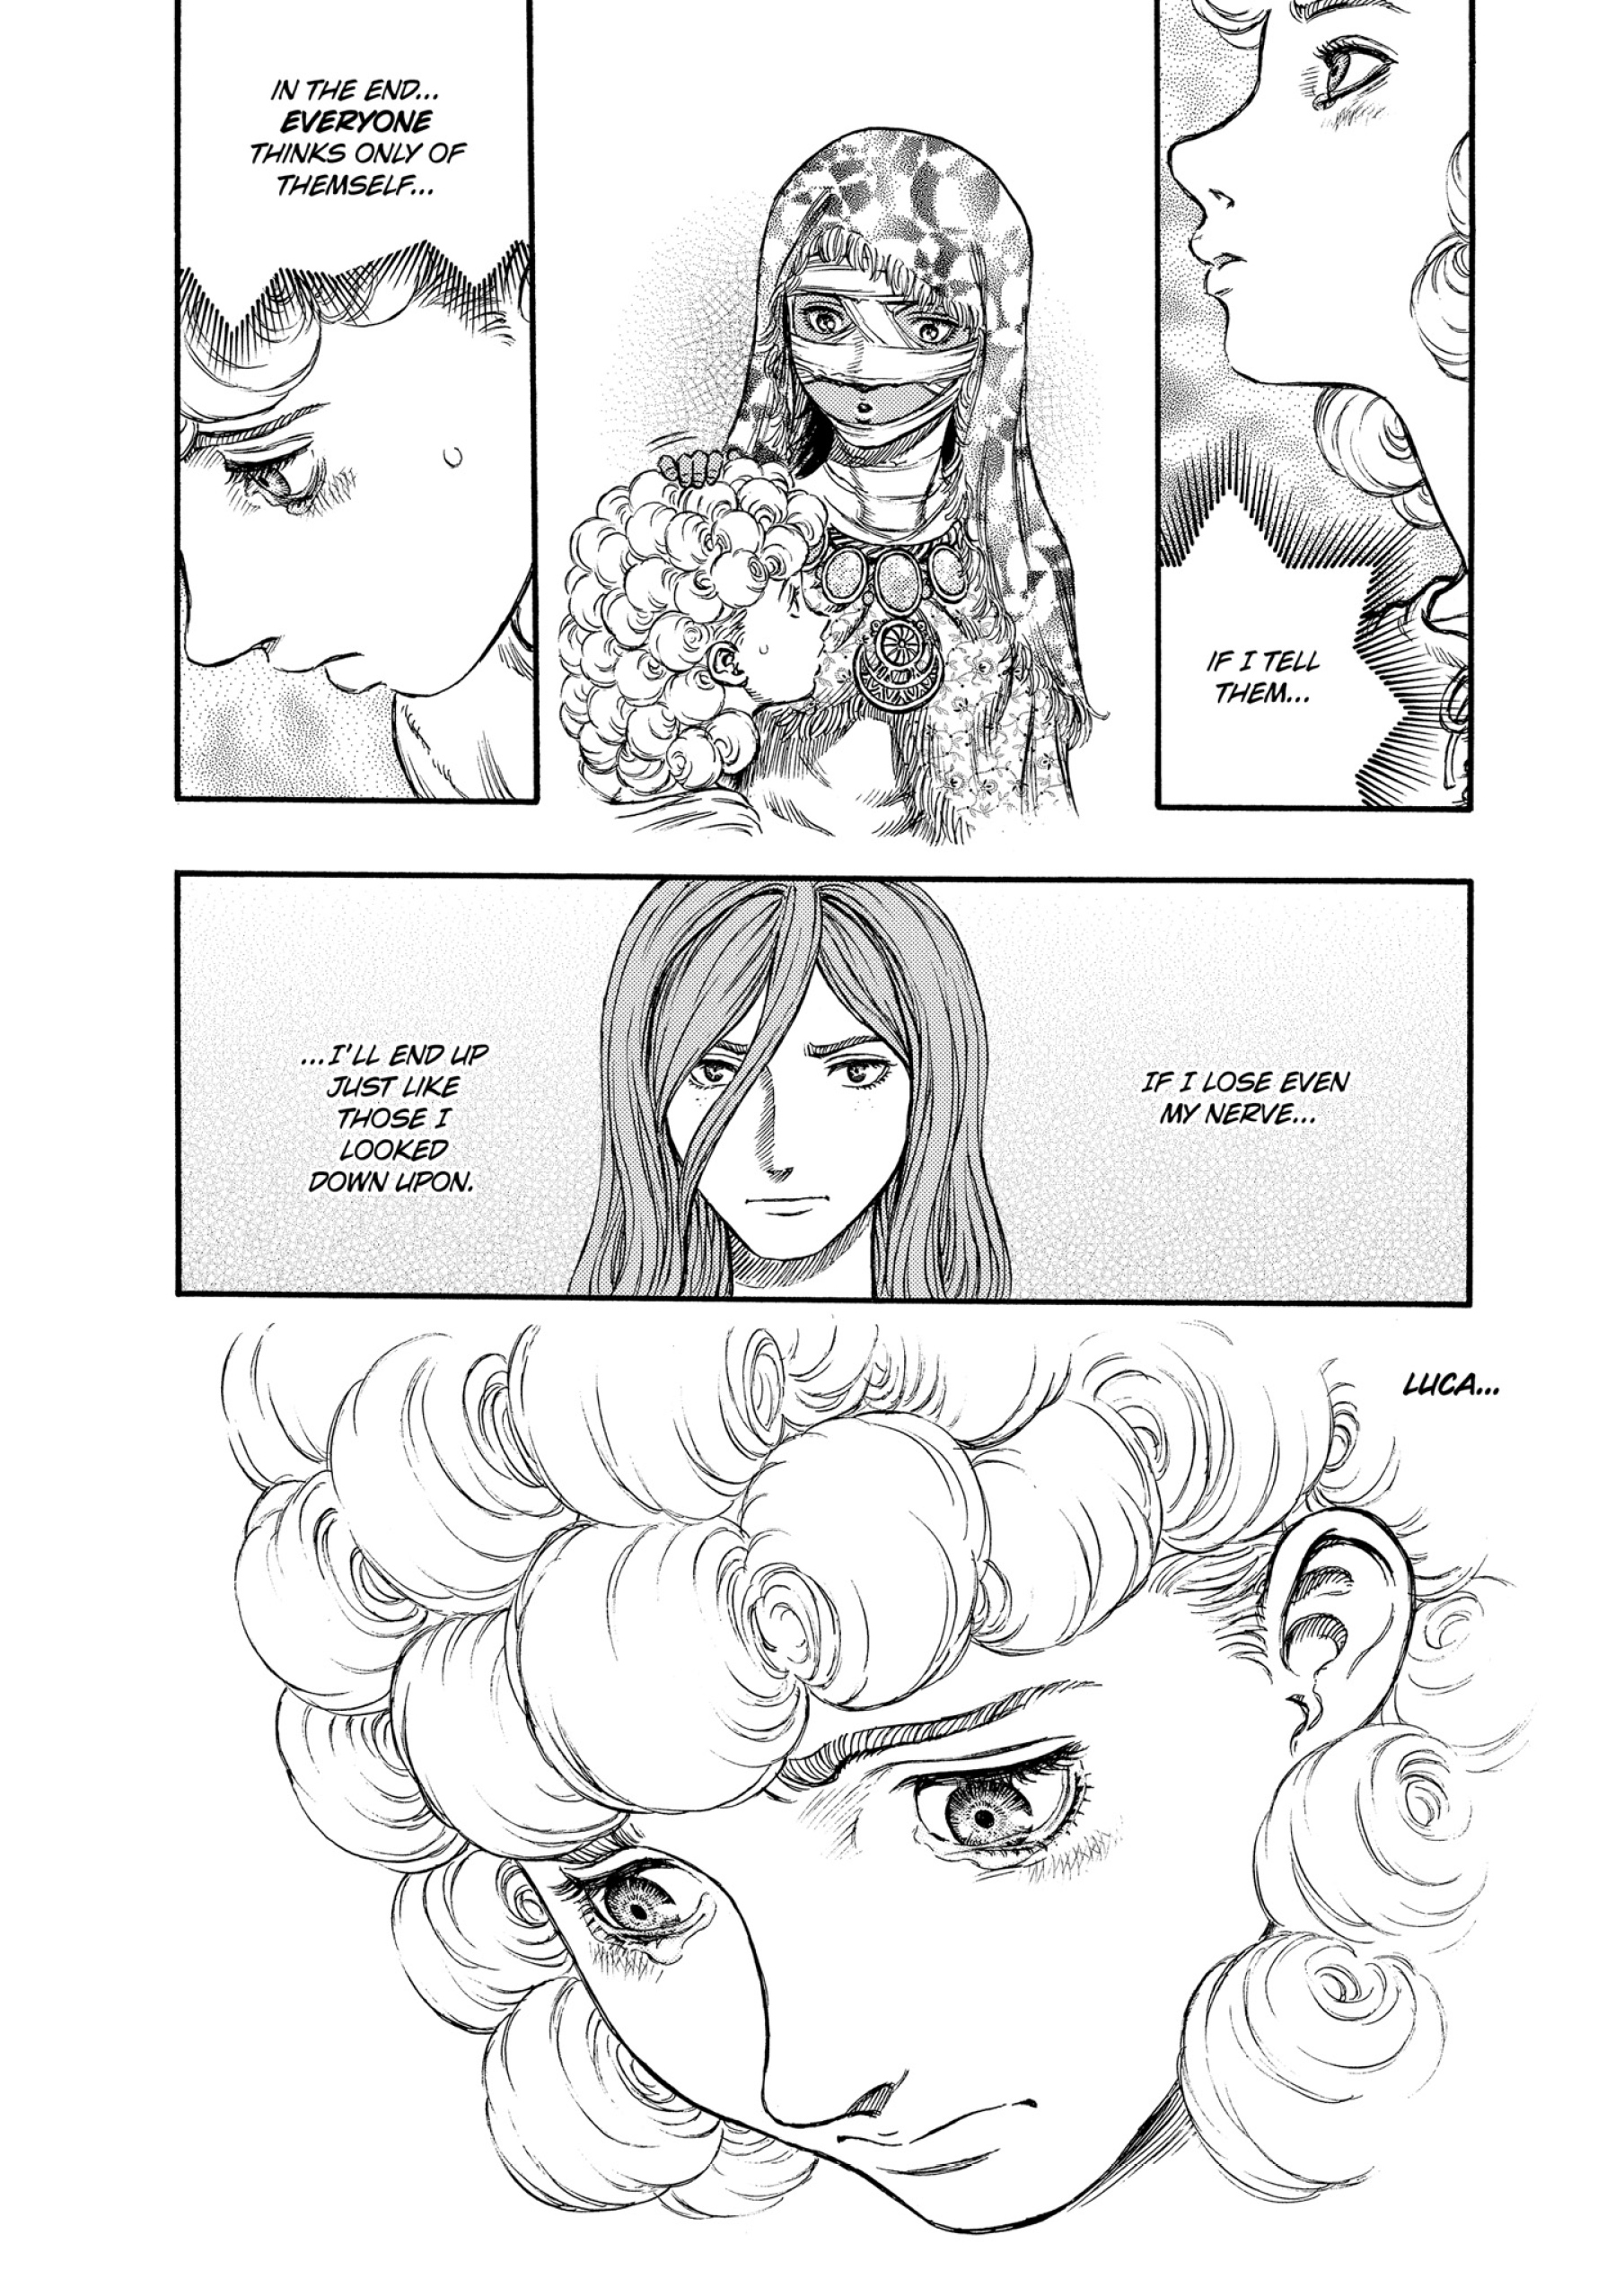 IF I TELL
THEM...
IN THE END...
EVERYONE
THINKS ONLY OF
THEMSELF...
IF I LOSE EVEN
MY NERVE...
...I'LL END UP
JUST LIKE
THOSE I
LOOKED
DOWN UPON.
LUCA...